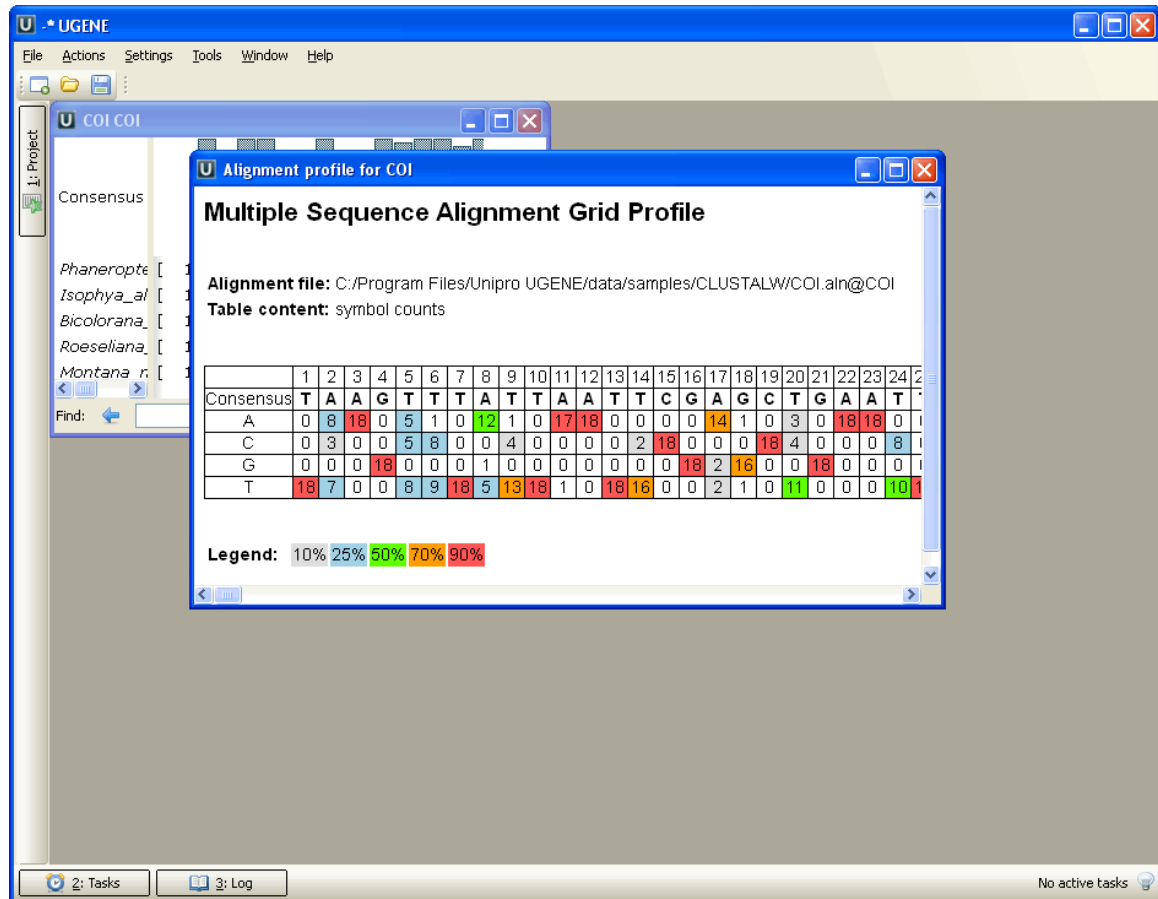 -* UGENE
File Actions Settings Tools Window Help
1: Project
COI COI
Consensus
Phaneropte [ 1
Isophya_al [ 1
Bicolorana_ [ 1
Roeseliana_ [ 1
Montana_n [ 1
Find:
Alignment profile for COI
Multiple Sequence Alignment Grid Profile
Alignment file: C:/Program Files/Unipro UGENE/data/samples/CLUSTALW/COI.aln@COI
Table content: symbol counts
1 2 3 4 5 6 7 8 9 10 11 12 13 14 15 16 17 18 19 20 21 22 23 24 2
Consensus T A A G T T T A T T A A T T C G A G C T G A A T
A 0 8 18 0 5 1 0 12 1 0 17 18 0 0 0 0 14 1 0 3 0 18 18 0
C 0 3 0 0 5 8 0 0 4 0 0 0 0 2 18 0 0 0 18 4 0 0 0 8
G 0 0 0 18 0 0 0 1 0 0 0 0 0 0 0 18 2 16 0 0 18 0 0 0
T 18 7 0 0 8 9 18 5 13 18 1 0 18 16 0 0 2 1 0 11 0 0 0 10 1
Legend: 10% 25% 50% 70% 90%
2: Tasks 3: Log No active tasks